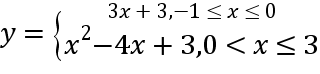 y = { 3x + 3, -1 ≤ x ≤ 0
x² − 4x + 3, 0 < x ≤ 3